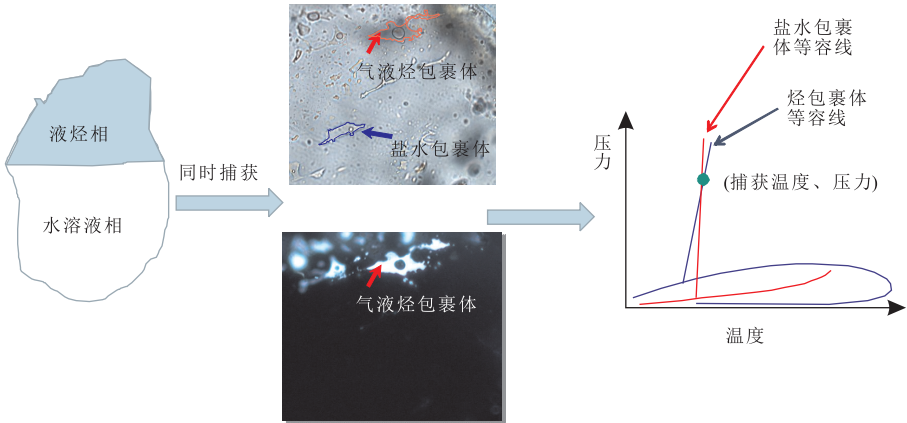 液烃相
水溶液相
同时捕获
气液烃包裹体
盐水包裹体
气液烃包裹体
盐水包裹
体等容线
烃包裹体
等容线
压
力
(捕获温度、压力)
温度